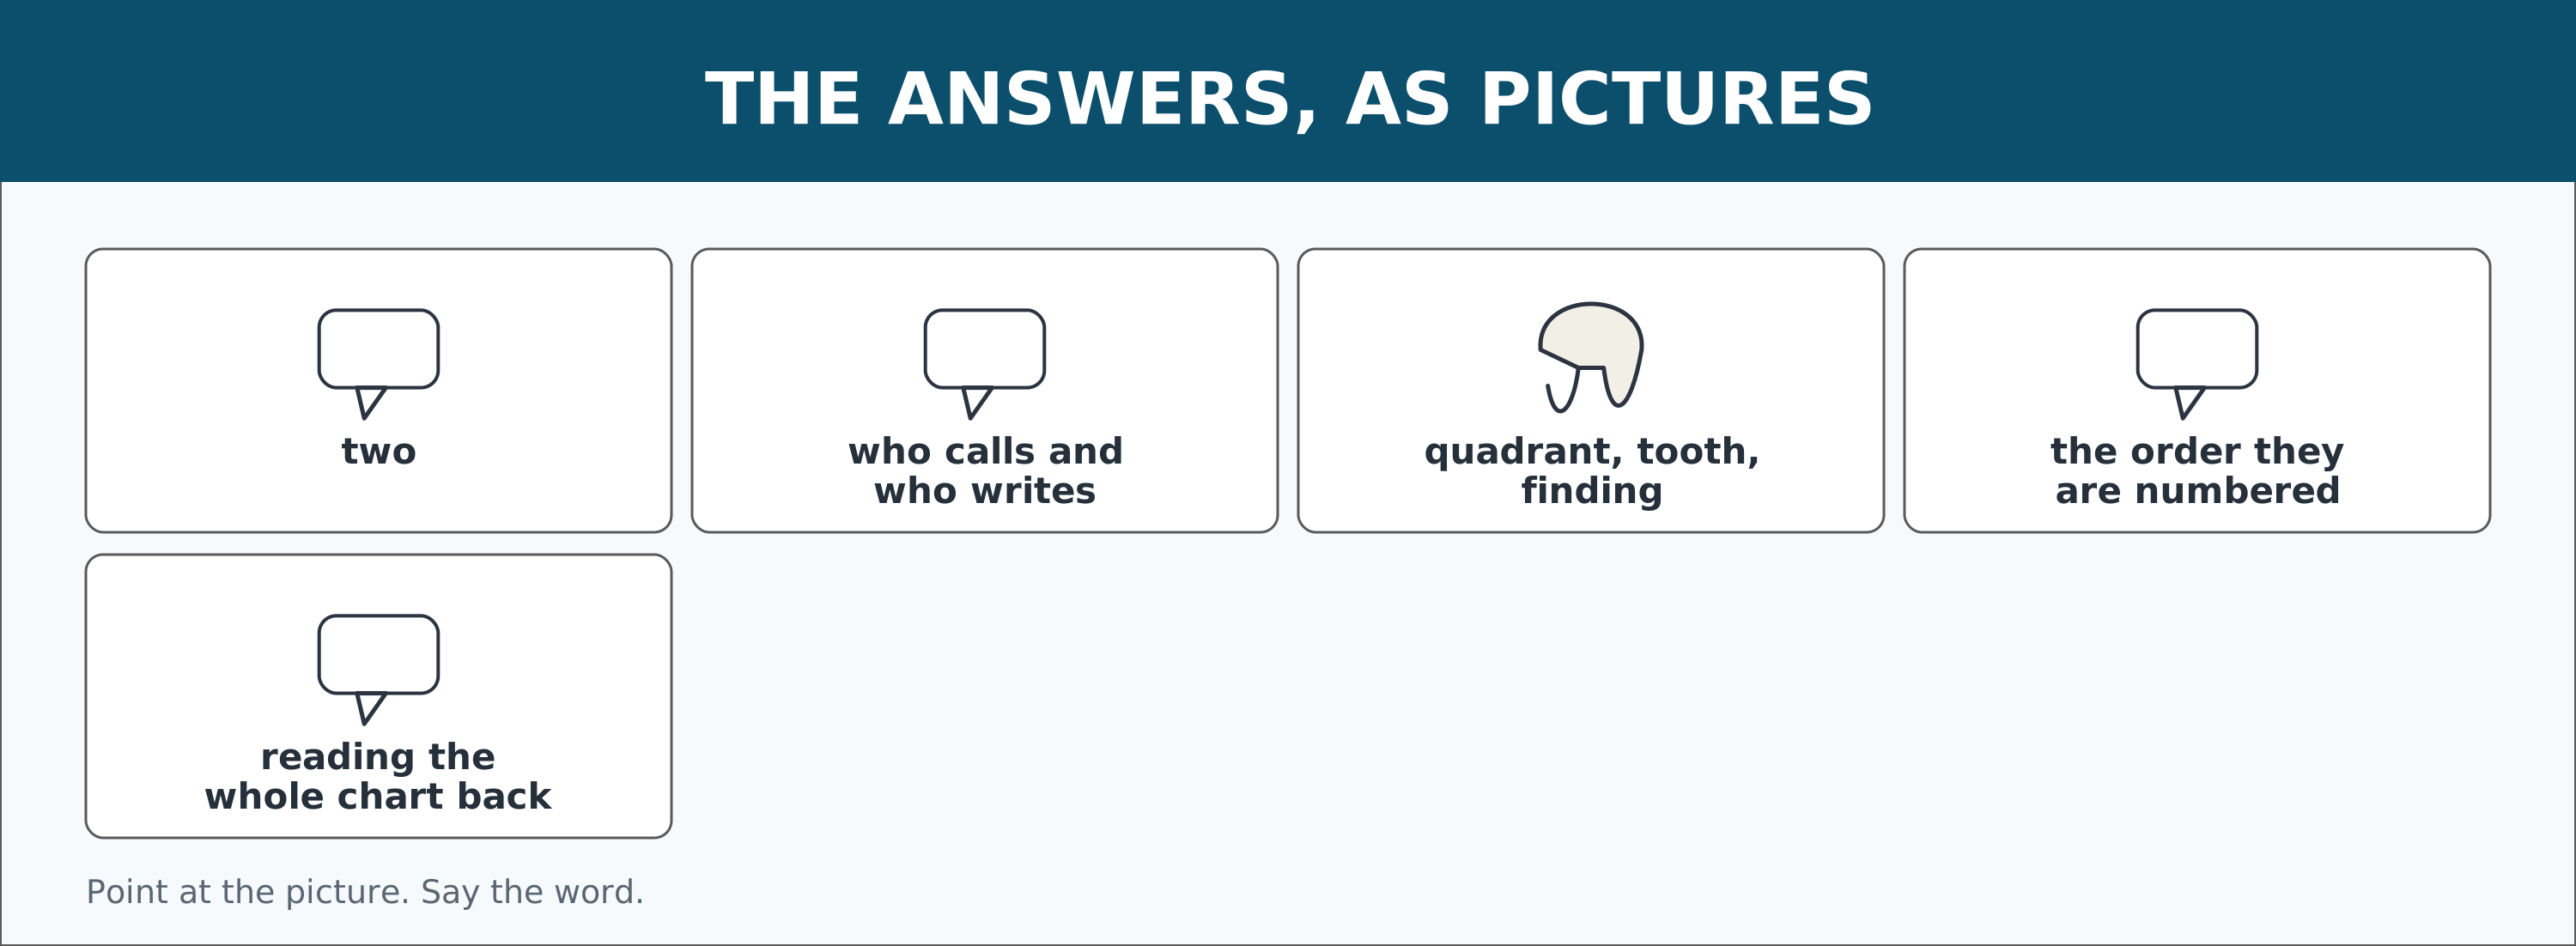 THE ANSWERS, AS PICTURES
two
who calls and
who writes
quadrant, tooth,
finding
the order they
are numbered
reading the
whole chart back
Point at the picture. Say the word.